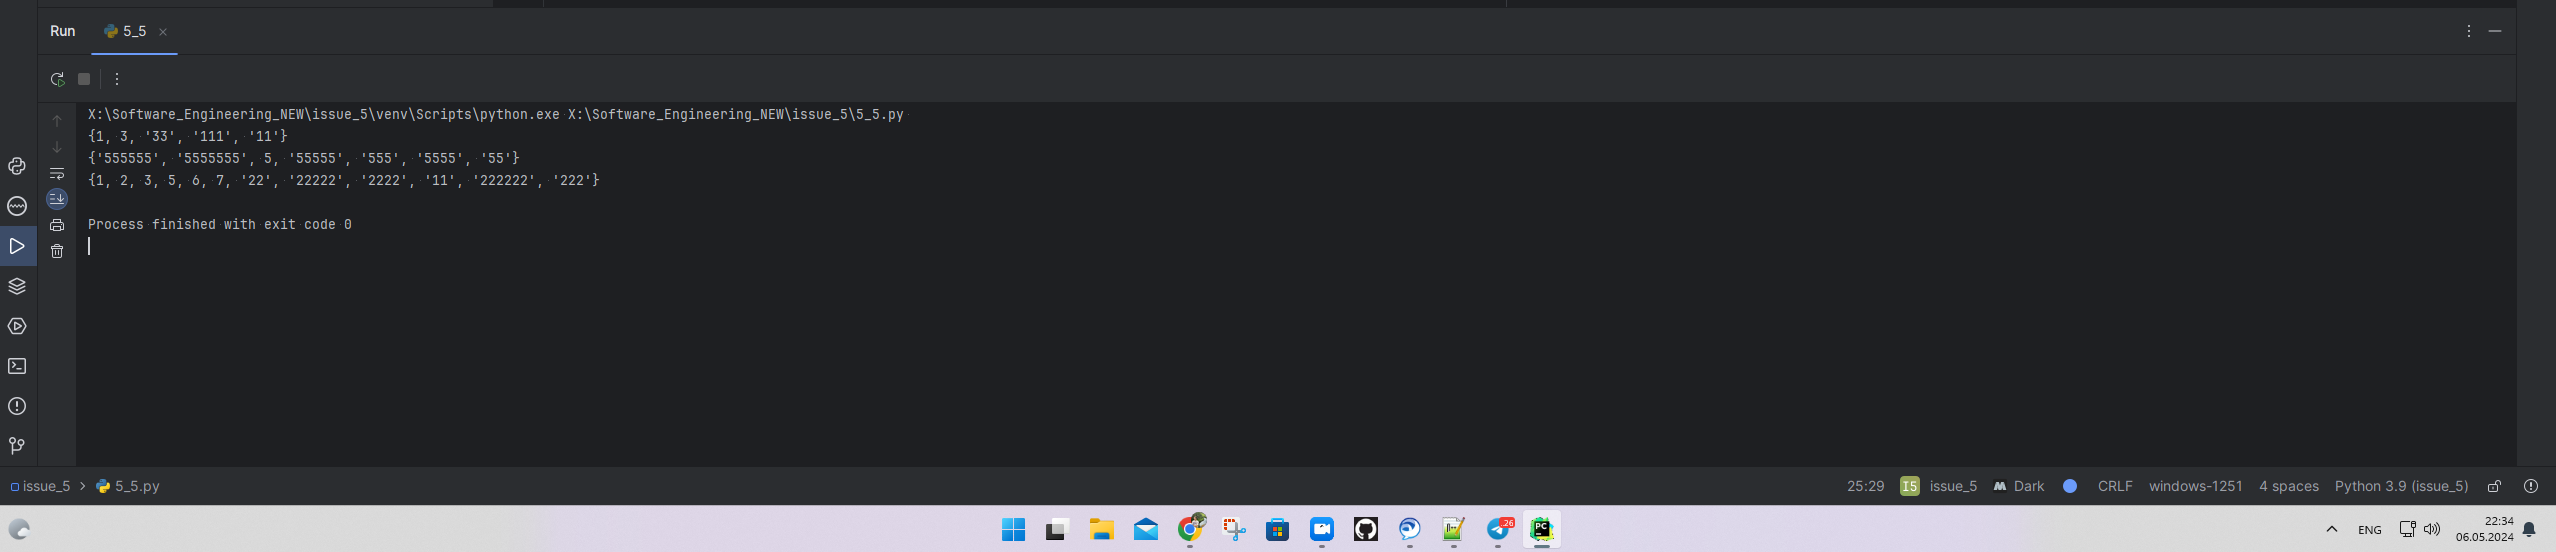 Run 5_5
X:\Software_Engineering_NEW\issue_5\venv\Scripts\python.exe X:\Software_Engineering_NEW\issue_5\5_5.py
{1, 3, '33', '111', '11'}
{'555555', '5555555', 5, '55555', '555', '5555', '55'}
{1, 2, 3, 5, 6, 7, '22', '22222', '2222', '11', '222222', '222'}
Process finished with exit code 0
issue_5 > 5_5.py 25:29 I5 issue_5 Dark CRLF windows-1251 4 spaces Python 3.9 (issue_5)
26 PC ENG 22:34
06.05.2024